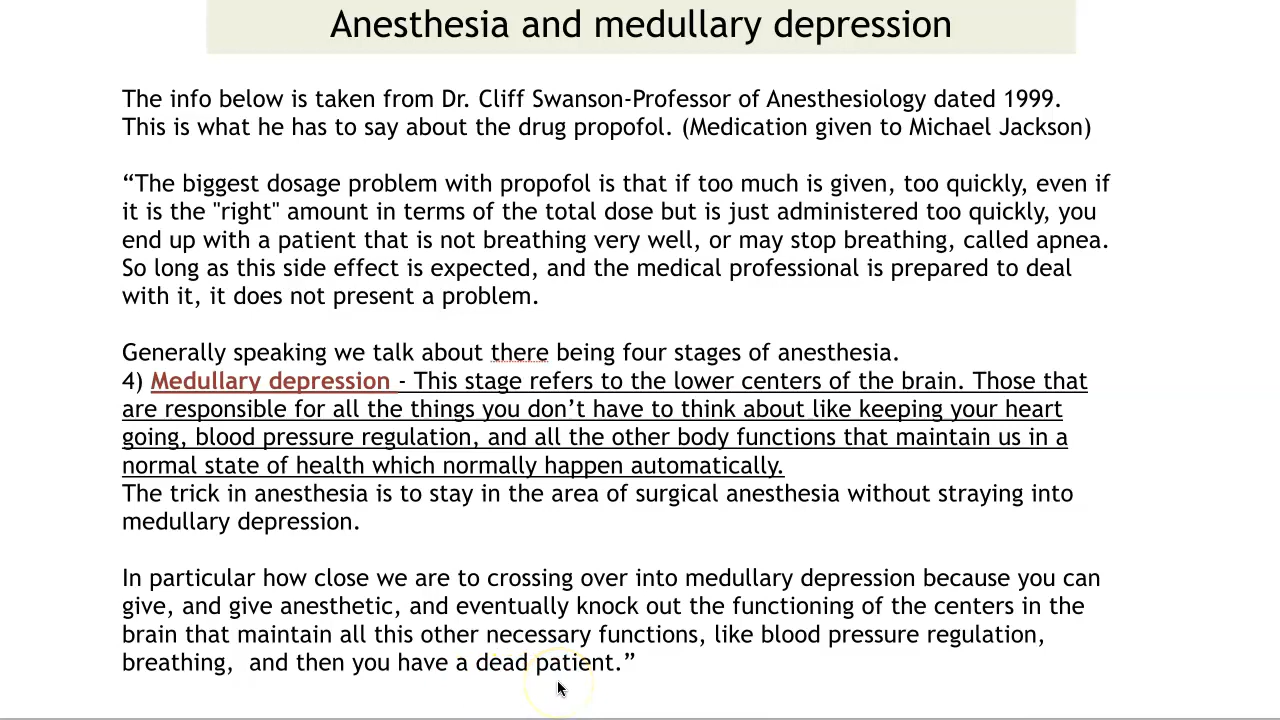 Anesthesia and medullary depression
The info below is taken from Dr. Cliff Swanson-Professor of Anesthesiology dated 1999.
This is what he has to say about the drug propofol. (Medication given to Michael Jackson)
“The biggest dosage problem with propofol is that if too much is given, too quickly, even if
it is the "right" amount in terms of the total dose but is just administered too quickly, you
end up with a patient that is not breathing very well, or may stop breathing, called apnea.
So long as this side effect is expected, and the medical professional is prepared to deal
with it, it does not present a problem.
Generally speaking we talk about there being four stages of anesthesia.
4) Medullary depression - This stage refers to the lower centers of the brain. Those that
are responsible for all the things you don’t have to think about like keeping your heart
going, blood pressure regulation, and all the other body functions that maintain us in a
normal state of health which normally happen automatically.
The trick in anesthesia is to stay in the area of surgical anesthesia without straying into
medullary depression.
In particular how close we are to crossing over into medullary depression because you can
give, and give anesthetic, and eventually knock out the functioning of the centers in the
brain that maintain all this other necessary functions, like blood pressure regulation,
breathing,  and then you have a dead patient.”